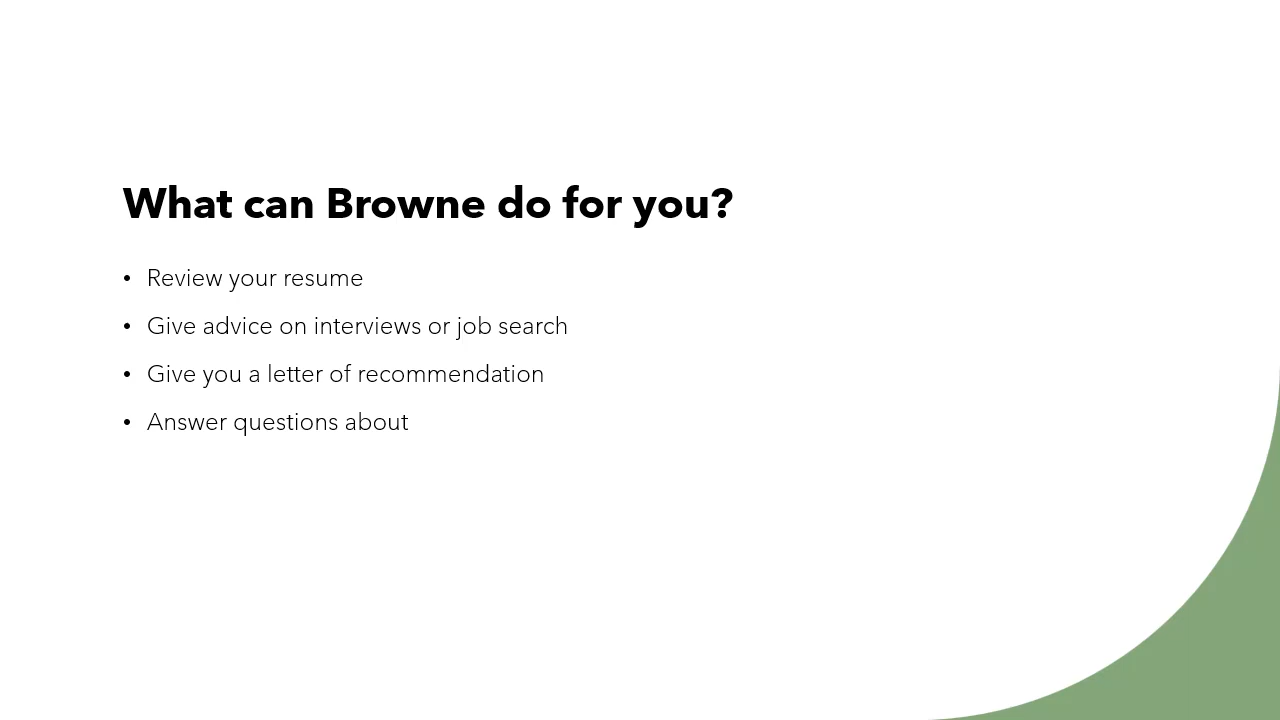 What can Browne do for you?
• Review your resume
• Give advice on interviews or job search
• Give you a letter of recommendation
• Answer questions about